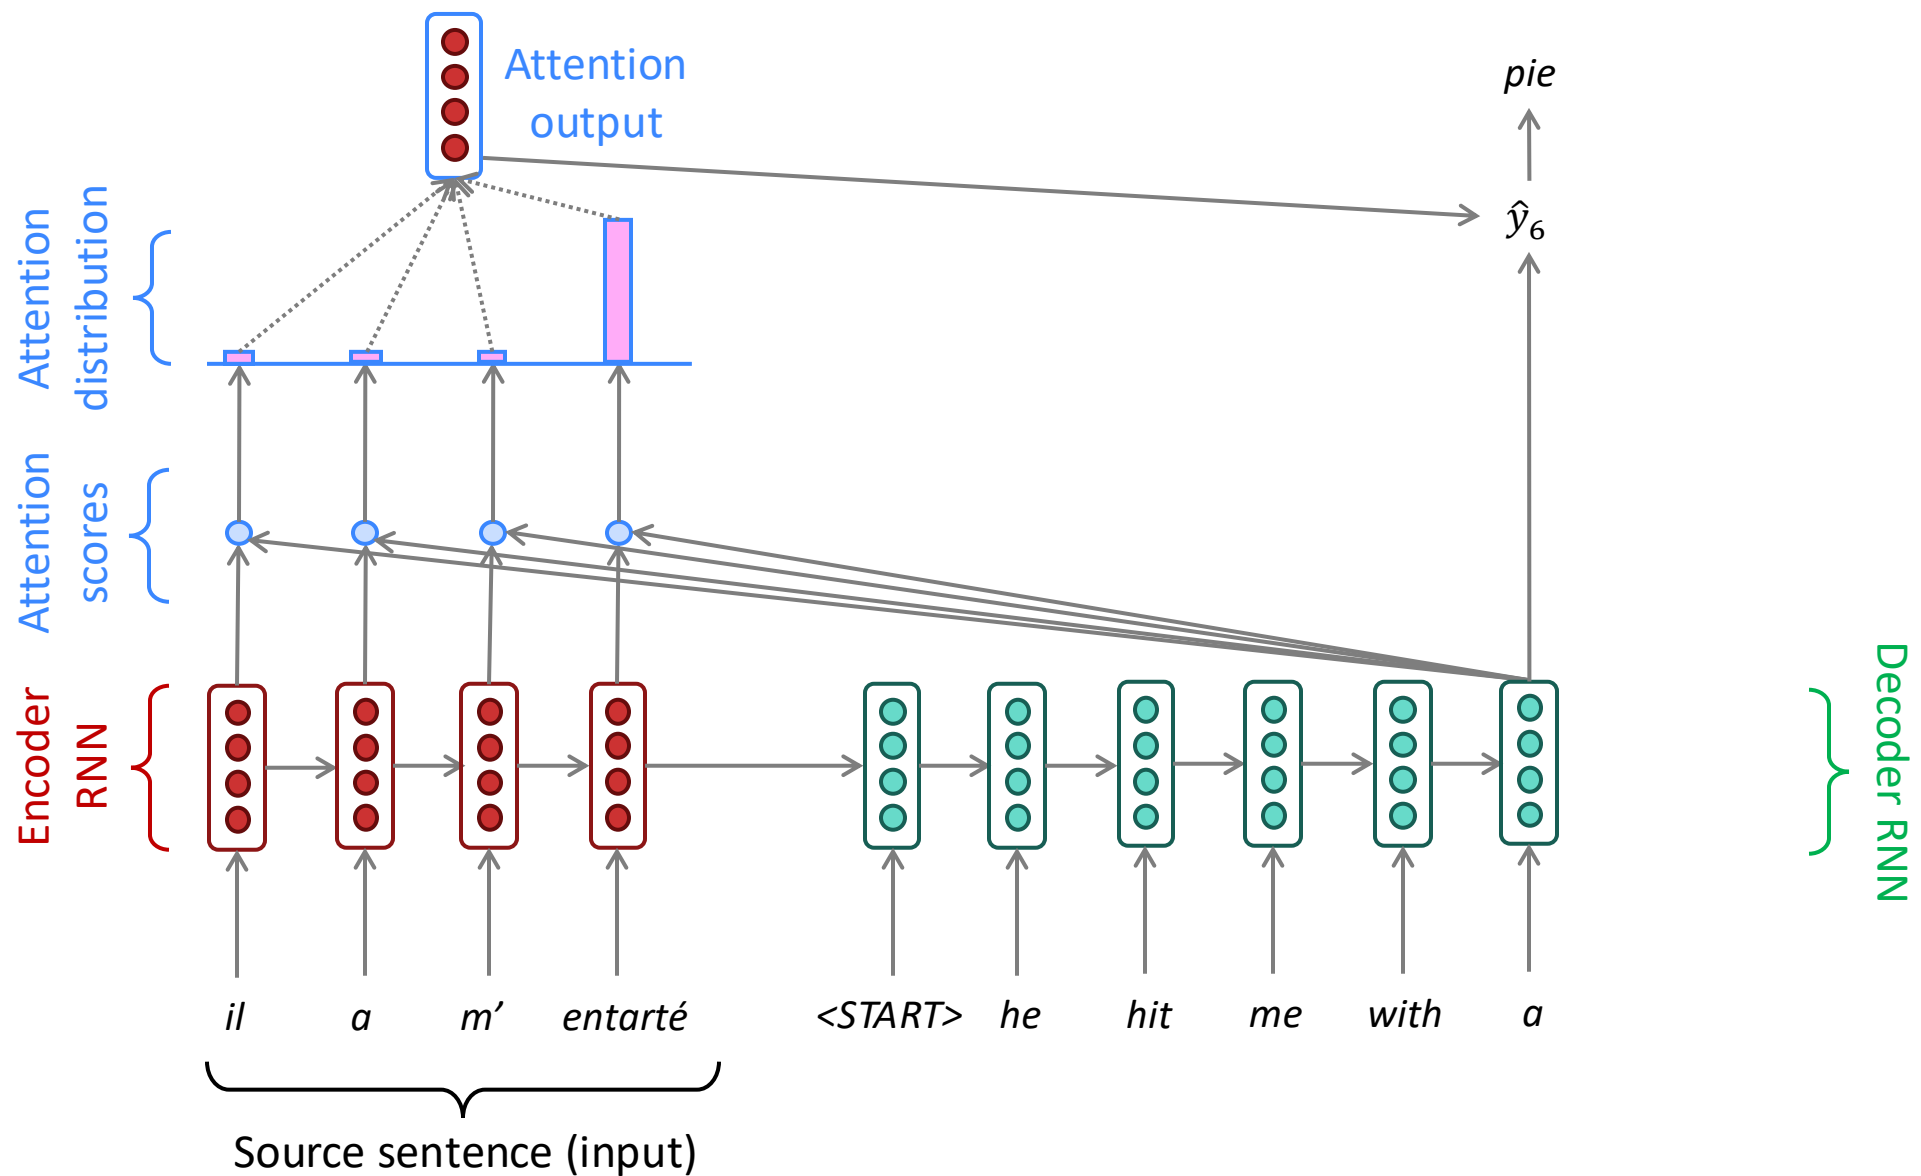 Attention
output
pie
ŷ₆
Attention
distribution
Attention
scores
Encoder
RNN
Decoder RNN
il a m’ entarté <START> he hit me with a
Source sentence (input)